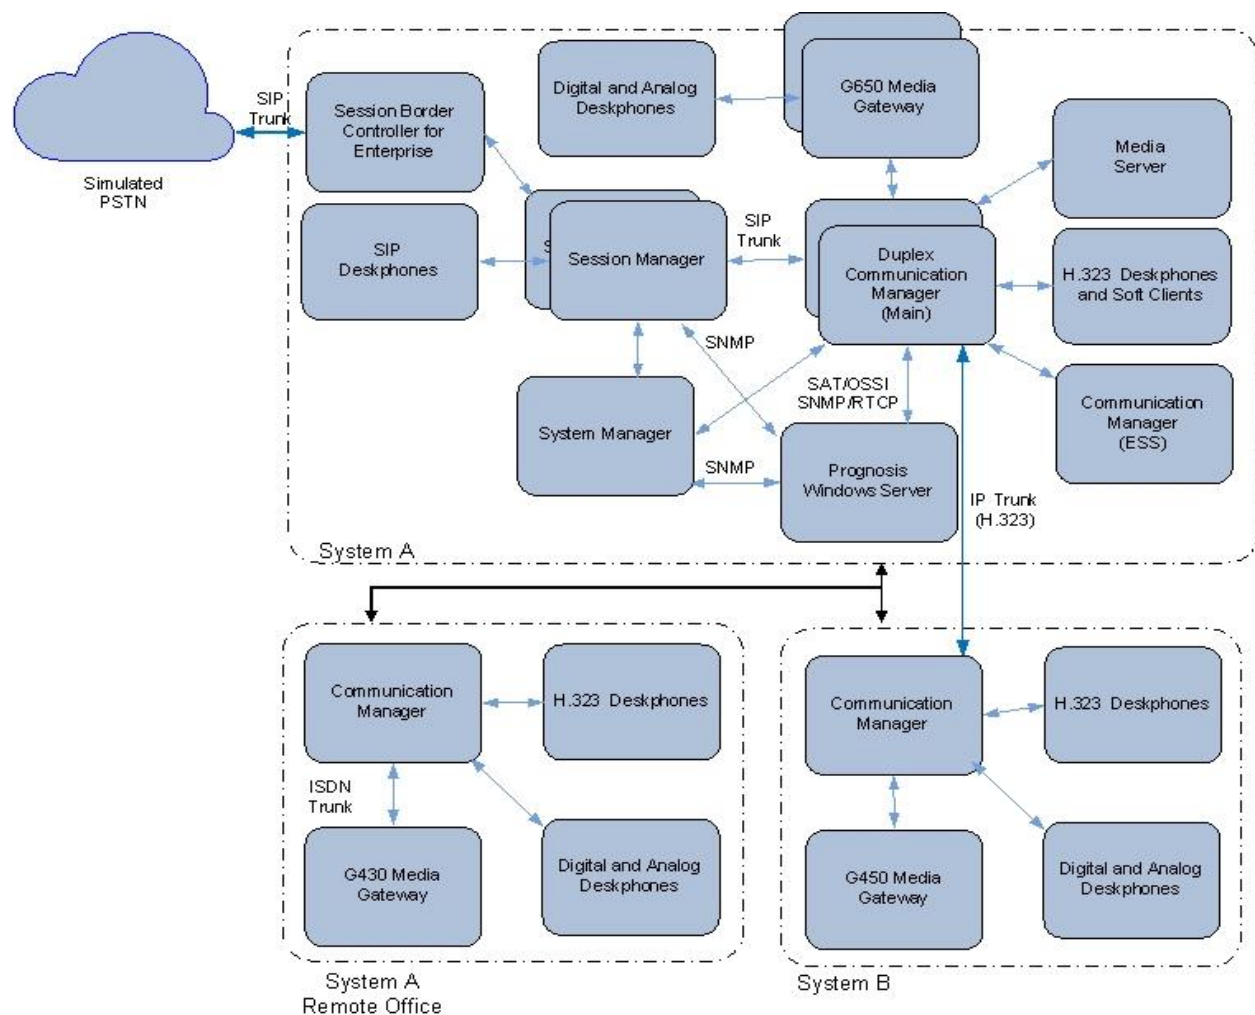 SIP
Trunk
Simulated
PSTN
Session Border
Controller for
Enterprise
Digital and Analog
Deskphones
G650 Media
Gateway
Media
Server
SIP
Deskphones
S
Session Manager
SIP
Trunk
Duplex
Communication
Manager
(Main)
H.323 Deskphones
and Soft Clients
SNMP
SAT/OSSI
SNMP/RTCP
Communication
Manager
(ESS)
System Manager
SNMP
Prognosis
Windows Server
IP Trunk
(H.323)
System A
Communication
Manager
H.323 Deskphones
ISDN
Trunk
G430 Media
Gateway
Digital and Analog
Deskphones
System A
Remote Office
Communication
Manager
H.323 Deskphones
G450 Media
Gateway
Digital and Analog
Deskphones
System B